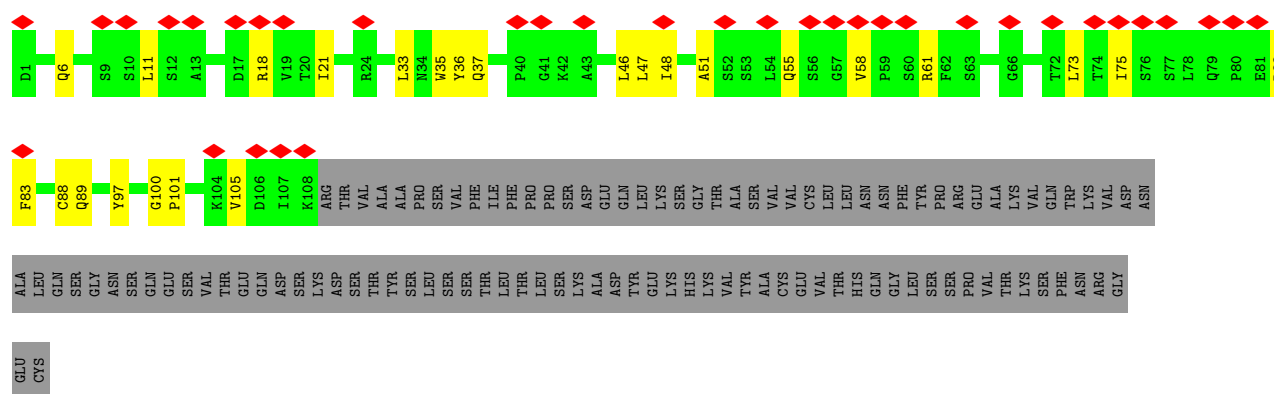 D1 Q6 S9 S10 L11 S12 A13 D17 R18 V19 T20 I21 R24 L33 N34 W35 Y36 Q37 P40 G41 K42 A43 L46 L47 I48 A51 S52 S53 L54 Q55 S56 G57 V58 P59 S60 R61 F62 S63 G66 T72 L73 T74 I75 S76 S77 L78 Q79 P80 E81
F83 C88 Q89 Y97 G100 P101 K104 V105 D106 I107 K108 ARG THR VAL ALA ALA PRO SER VAL PHE ILE PHE PRO PRO SER ASP GLU GLN LEU LYS SER GLY THR ALA SER VAL VAL CYS LEU LEU ASN ASN PHE TYR PRO ARG GLU ALA LYS VAL GLN TRP LYS VAL ASP ASN
ALA LEU GLN SER GLY ASN SER GLN GLU SER VAL THR GLU GLN ASP SER LYS ASP SER THR TYR SER LEU SER SER THR LEU THR LEU SER LYS ALA ASP TYR GLU LYS HIS LYS VAL TYR ALA CYS GLU VAL THR HIS GLN GLY LEU SER SER PRO VAL THR LYS SER PHE ASN ARG GLY
GLU CYS